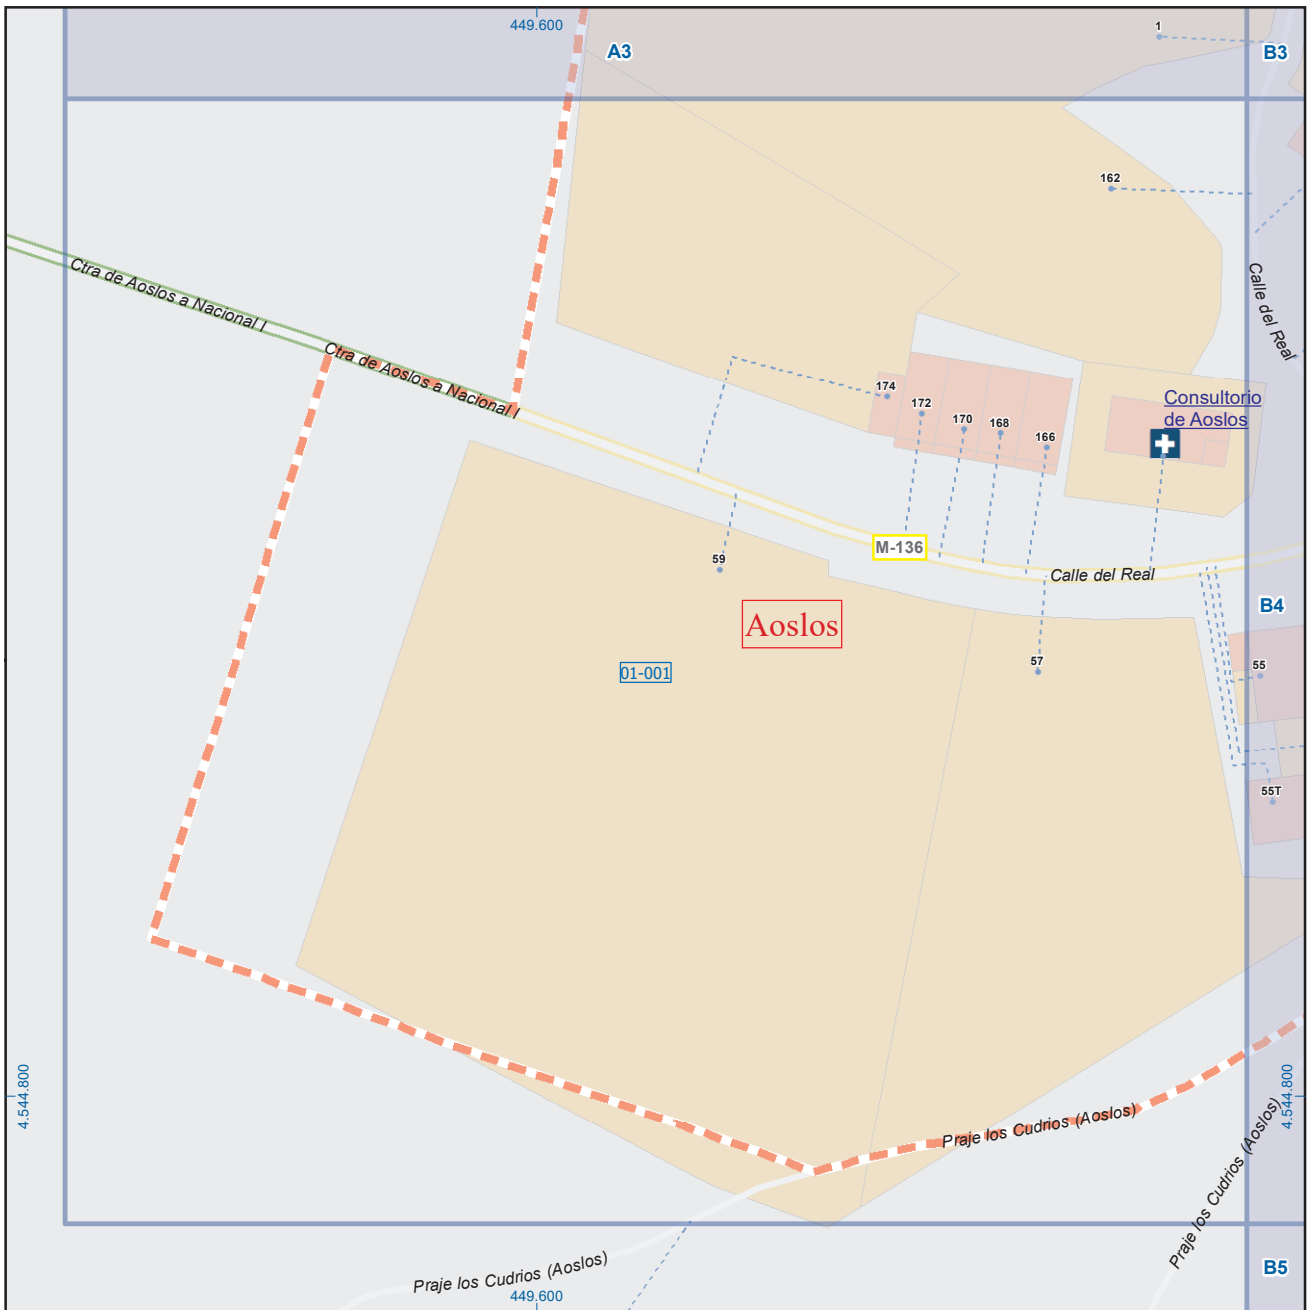 449.600
A3
1
B3
162
Ctra de Aoslos a Nacional I
Calle del Real
Ctra de Aoslos a Nacional I
174
172
170
168
166
Consultorio
de Aoslos
M-136
59
Calle del Real
B4
Aoslos
57
55
01-001
55T
4.544.800
4.544.800
Praje los Cudrios (Aoslos)
Praje los Cudrios (Aoslos)
Praje los Cudrios (Aoslos)
B5
449.600